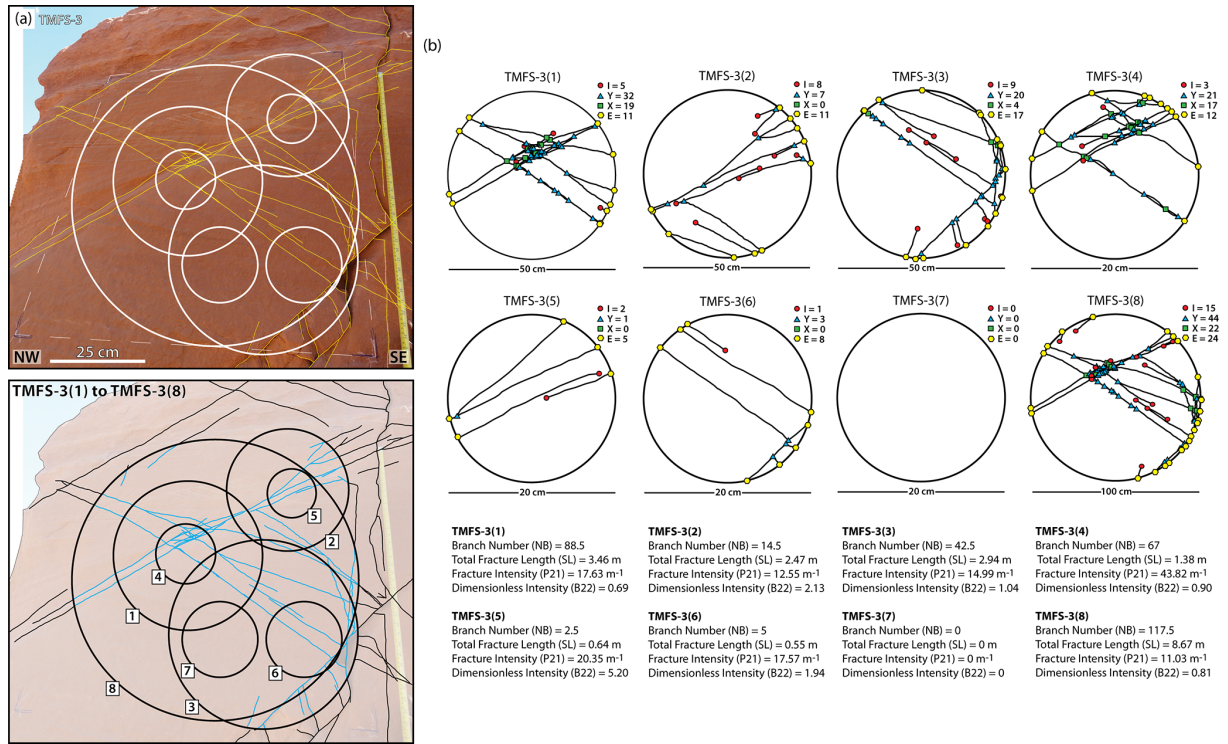 (a)
TMFS-3
NW
25 cm
SE
TMFS-3(1) to TMFS-3(8)
5
2
4
1
7
6
8
3
(b)
TMFS-3(1)
I = 5
Y = 32
X = 19
E = 11
50 cm
TMFS-3(2)
I = 8
Y = 7
X = 0
E = 11
50 cm
TMFS-3(3)
I = 9
Y = 20
X = 4
E = 17
50 cm
TMFS-3(4)
I = 3
Y = 21
X = 17
E = 12
20 cm
TMFS-3(5)
I = 2
Y = 1
X = 0
E = 5
20 cm
TMFS-3(6)
I = 1
Y = 3
X = 0
E = 8
20 cm
TMFS-3(7)
I = 0
Y = 0
X = 0
E = 0
20 cm
TMFS-3(8)
I = 15
Y = 44
X = 22
E = 24
100 cm
TMFS-3(1)
Branch Number (NB) = 88.5
Total Fracture Length (SL) = 3.46 m
Fracture Intensity (P21) = 17.63 m⁻¹
Dimensionless Intensity (B22) = 0.69
TMFS-3(2)
Branch Number (NB) = 14.5
Total Fracture Length (SL) = 2.47 m
Fracture Intensity (P21) = 12.55 m⁻¹
Dimensionless Intensity (B22) = 2.13
TMFS-3(3)
Branch Number (NB) = 42.5
Total Fracture Length (SL) = 2.94 m
Fracture Intensity (P21) = 14.99 m⁻¹
Dimensionless Intensity (B22) = 1.04
TMFS-3(4)
Branch Number (NB) = 67
Total Fracture Length (SL) = 1.38 m
Fracture Intensity (P21) = 43.82 m⁻¹
Dimensionless Intensity (B22) = 0.90
TMFS-3(5)
Branch Number (NB) = 2.5
Total Fracture Length (SL) = 0.64 m
Fracture Intensity (P21) = 20.35 m⁻¹
Dimensionless Intensity (B22) = 5.20
TMFS-3(6)
Branch Number (NB) = 5
Total Fracture Length (SL) = 0.55 m
Fracture Intensity (P21) = 17.57 m⁻¹
Dimensionless Intensity (B22) = 1.94
TMFS-3(7)
Branch Number (NB) = 0
Total Fracture Length (SL) = 0 m
Fracture Intensity (P21) = 0 m⁻¹
Dimensionless Intensity (B22) = 0
TMFS-3(8)
Branch Number (NB) = 117.5
Total Fracture Length (SL) = 8.67 m
Fracture Intensity (P21) = 11.03 m⁻¹
Dimensionless Intensity (B22) = 0.81